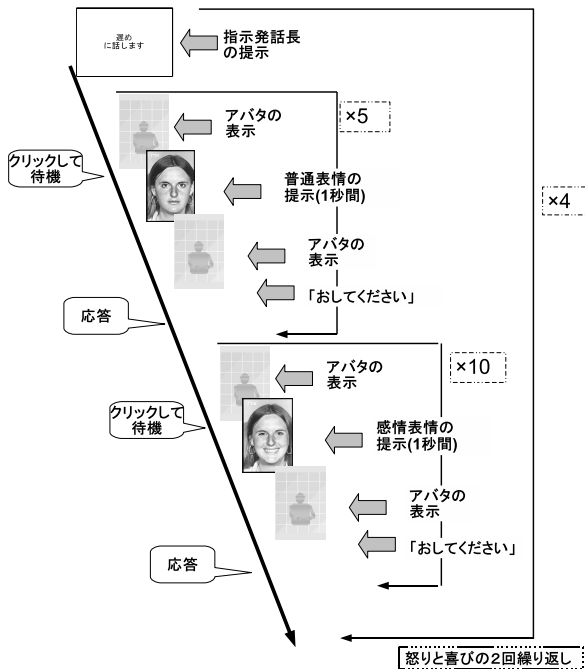 遅め
に話します
指示発話長
の提示
アバタの
表示
×5
クリックして
待機
普通表情の
提示(1秒間)
×4
アバタの
表示
「おしてください」
応答
アバタの
表示
×10
クリックして
待機
感情表情の
提示(1秒間)
アバタの
表示
「おしてください」
応答
怒りと喜びの2回繰り返し